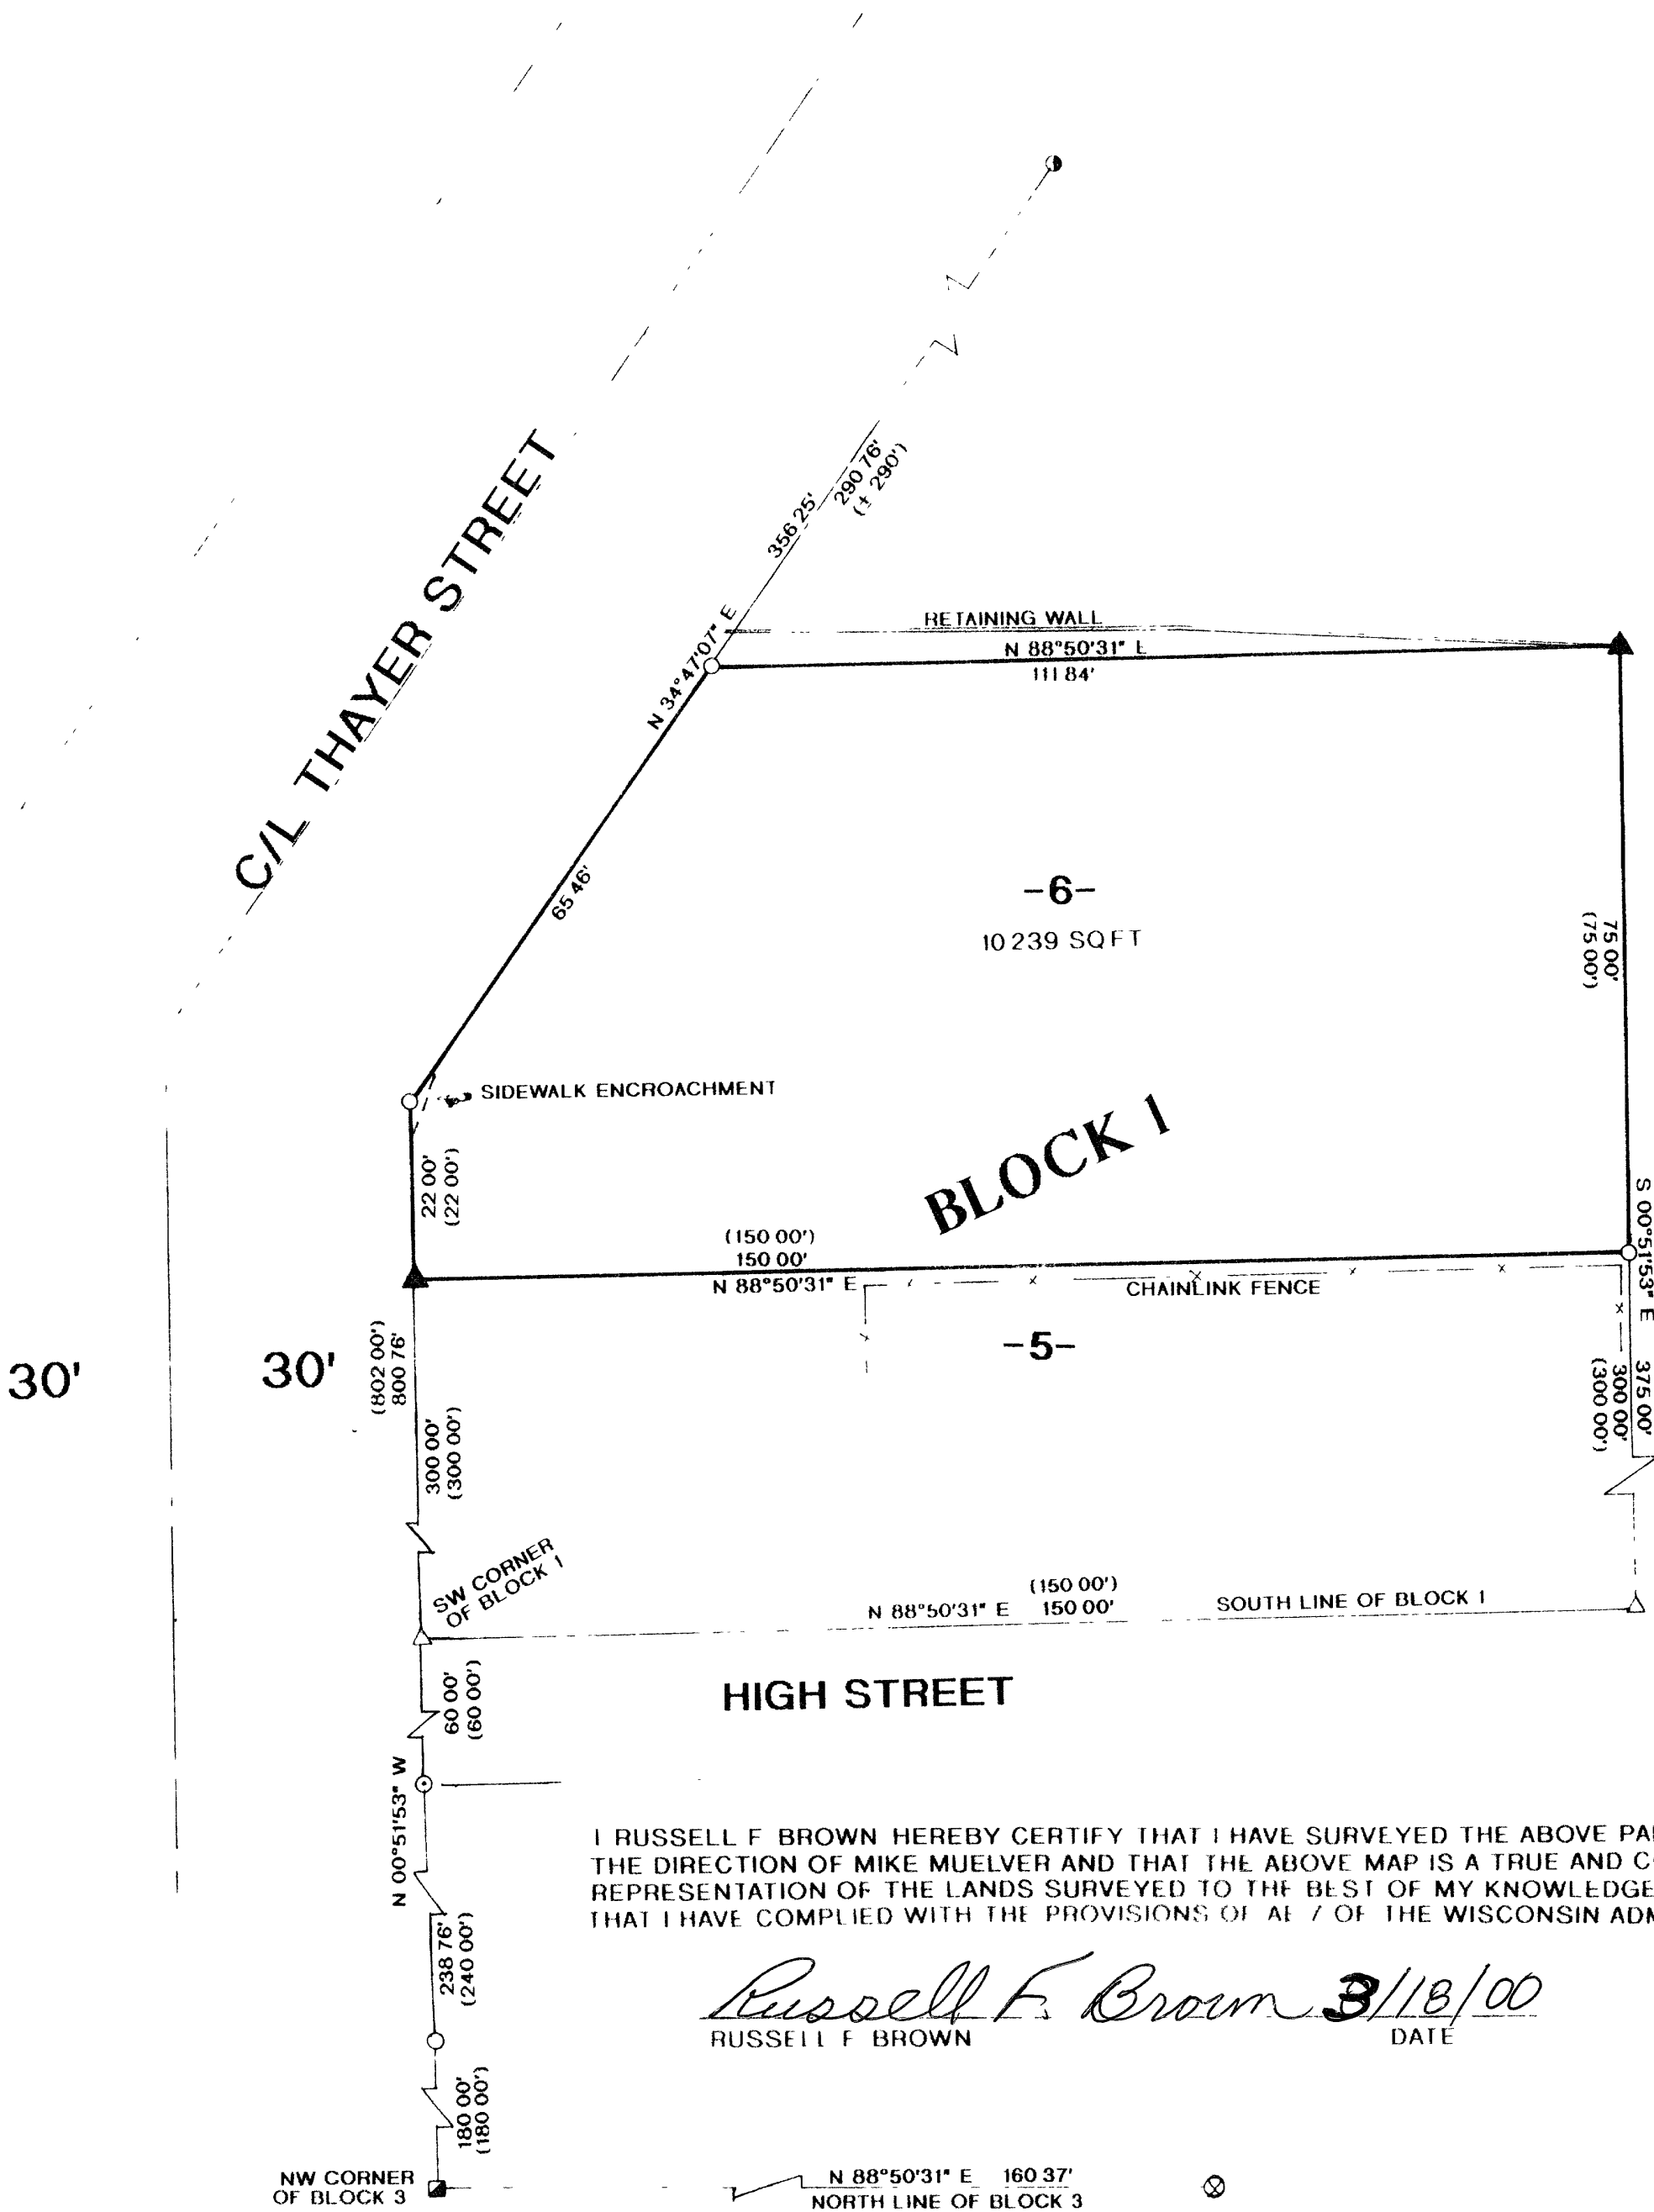 356 25'
290 76'
(± 290')
C/L THAYER STREET
N 34°47'07" E
RETAINING WALL
N 88°50'31" E
111 84'
65 46'
-6-
10 239 SQ FT
75 00'
(75 00')
SIDEWALK ENCROACHMENT
22 00'
(22 00')
BLOCK 1
(150 00')
150 00'
N 88°50'31" E
CHAINLINK FENCE
S 00°51'53" E
375 00'
300 00'
(300 00')
-5-
30'
30'
(802 00')
800 76'
300 00'
(300 00')
SW CORNER
OF BLOCK 1
(150 00')
N 88°50'31" E 150 00'
SOUTH LINE OF BLOCK 1
60 00'
(60 00')
HIGH STREET
N 00°51'53" W
I RUSSELL F BROWN HEREBY CERTIFY THAT I HAVE SURVEYED THE ABOVE PA
THE DIRECTION OF MIKE MUELVER AND THAT THE ABOVE MAP IS A TRUE AND C
REPRESENTATION OF THE LANDS SURVEYED TO THE BEST OF MY KNOWLEDGE
THAT I HAVE COMPLIED WITH THE PROVISIONS OF AE 7 OF THE WISCONSIN ADM
238 76'
(240 00')
Russell F. Brown 3/18/00
RUSSELL F BROWN
DATE
180 00'
(180 00')
NW CORNER
OF BLOCK 3
N 88°50'31" E 160 37'
NORTH LINE OF BLOCK 3